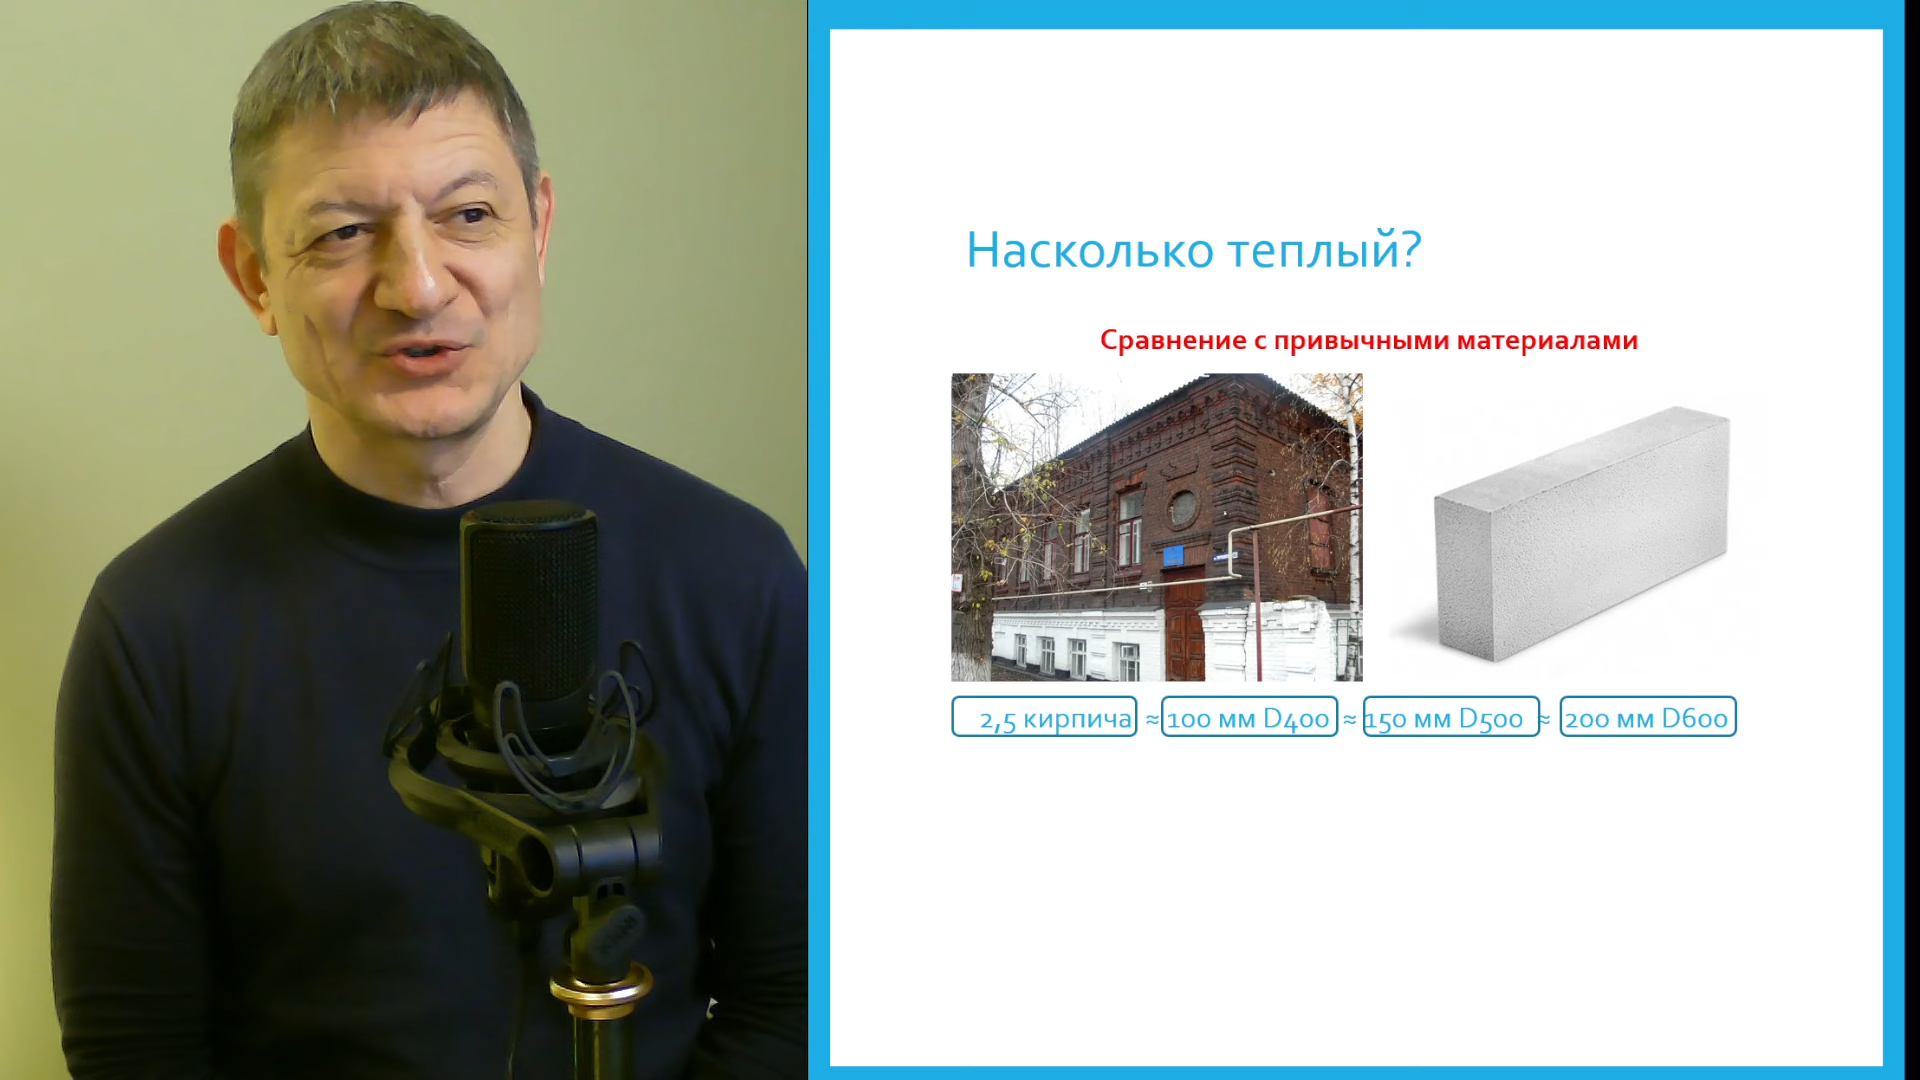 Насколько теплый?
Сравнение с привычными материалами
2,5 кирпича ≈ 100 мм D400 ≈ 150 мм D500 ≈ 200 мм D600